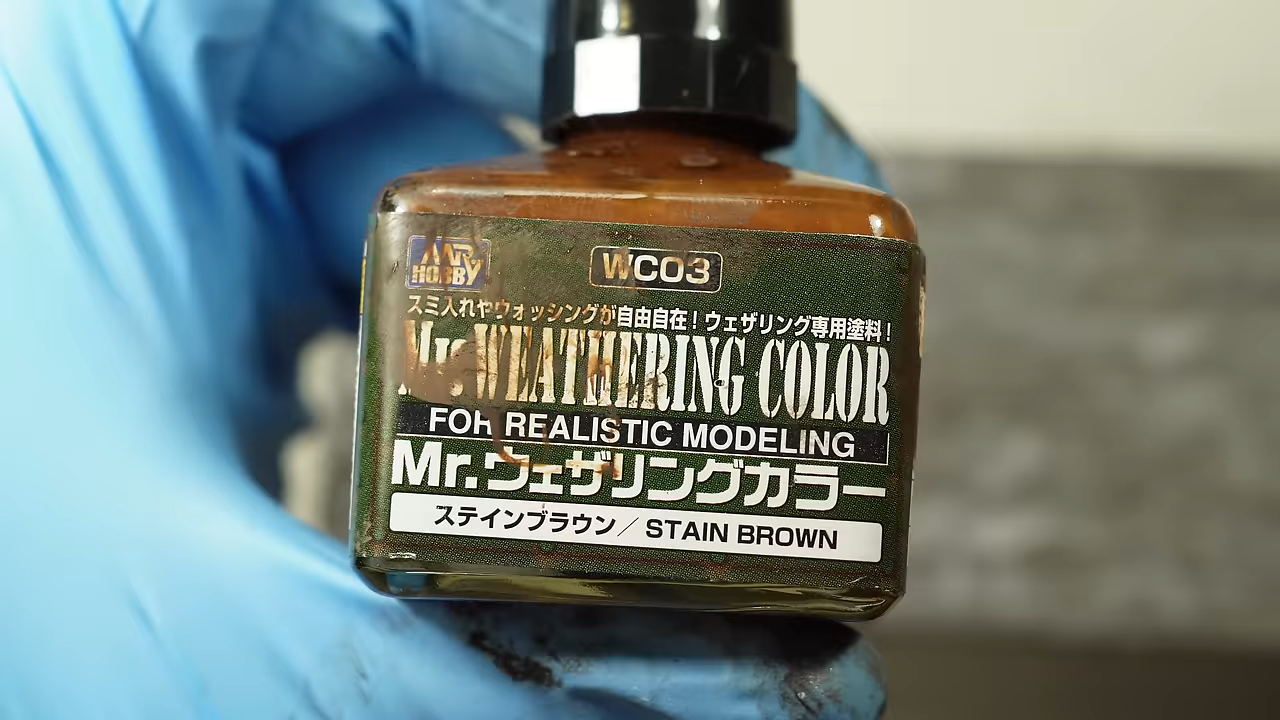 MR. HOBBY
WC03
スミ入れやウォッシングが自由自在！ウェザリング専用塗料！
Mr. WEATHERING COLOR
FOR REALISTIC MODELING
Mr.ウェザリングカラー
ステインブラウン／STAIN BROWN